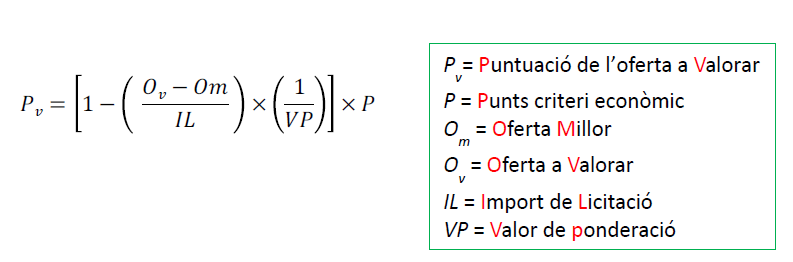 P_v = [1 − ( (O_v − Om) / IL ) × ( 1 / VP )] × P
P_v = Puntuació de l’oferta a Valorar
P = Punts criteri econòmic
O_m = Oferta Millor
O_v = Oferta a Valorar
IL = Import de Licitació
VP = Valor de ponderació